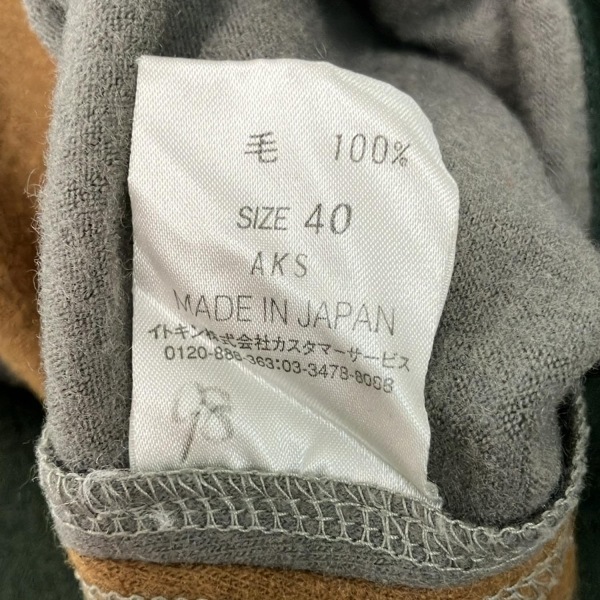 毛 100%
SIZE 40
AKS
MADE IN JAPAN
イトキン株式会社カスタマーサービス
0120-888-363:03-3478-8088